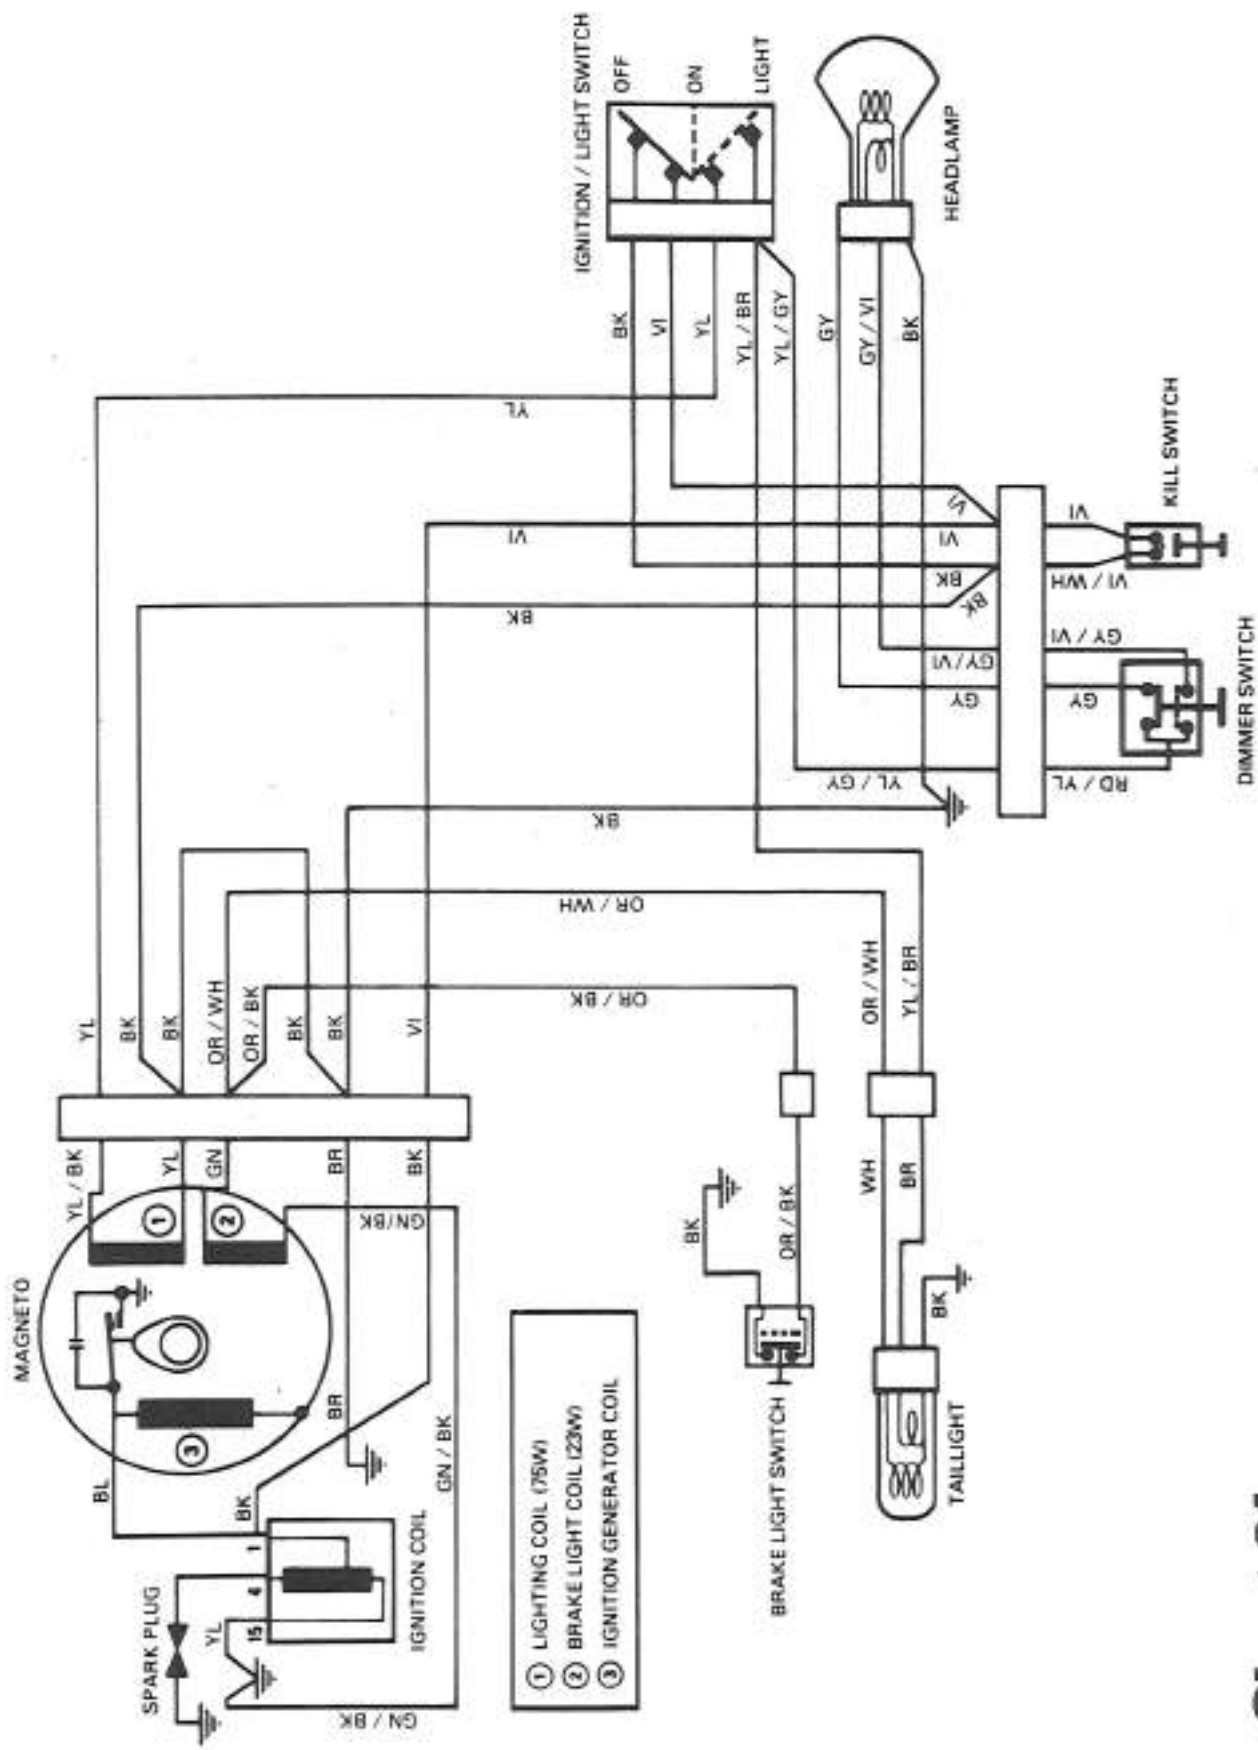 MAGNETO
YL / BK
YL
BL
SPARK PLUG
3
1
2
YL
BK
BK
YL
GN
OR / WH
YL
15
4
1
BK
OR / BK
BK
BR
BR
BK
GN / BK
GN/BK
BK
VI
IGNITION COIL
GN / BK
1 LIGHTING COIL (75W)
2 BRAKE LIGHT COIL (23W)
3 IGNITION GENERATOR COIL
YL
VI
BK
OR / WH
BK
OR / BK
IGNITION / LIGHT SWITCH
OFF
ON
LIGHT
BK
VI
YL
YL / BR
YL / GY
BK
OR / BK
BRAKE LIGHT SWITCH
GY
GY / VI
BK
HEADLAMP
WH
BR
OR / WH
YL / BR
BK
TAILLIGHT
YL / GY
GY
GY/VI
BK
BK
VI
VI
RD / YL
GY
GY / VI
VI / WH
VI
KILL SWITCH
DIMMER SWITCH